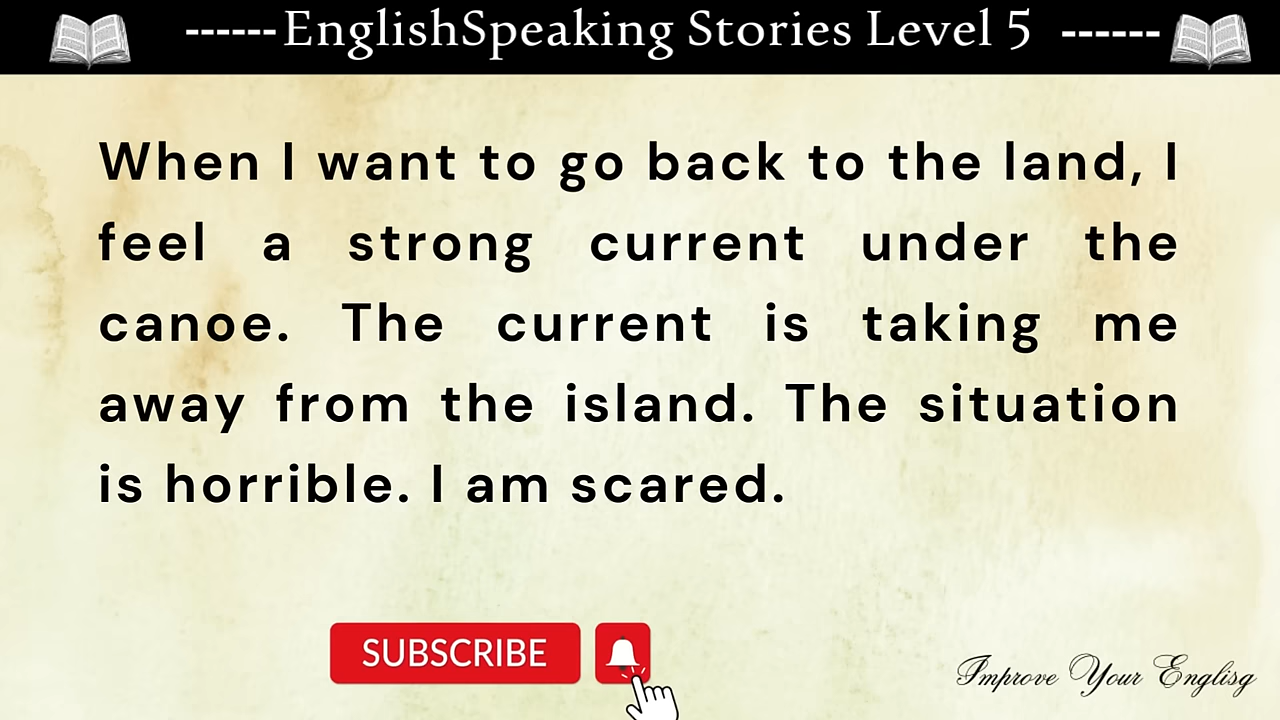 ------EnglishSpeaking Stories Level 5 ------
When I want to go back to the land, I
feel a strong current under the
canoe. The current is taking me
away from the island. The situation
is horrible. I am scared.
SUBSCRIBE
Improve Your Englisg